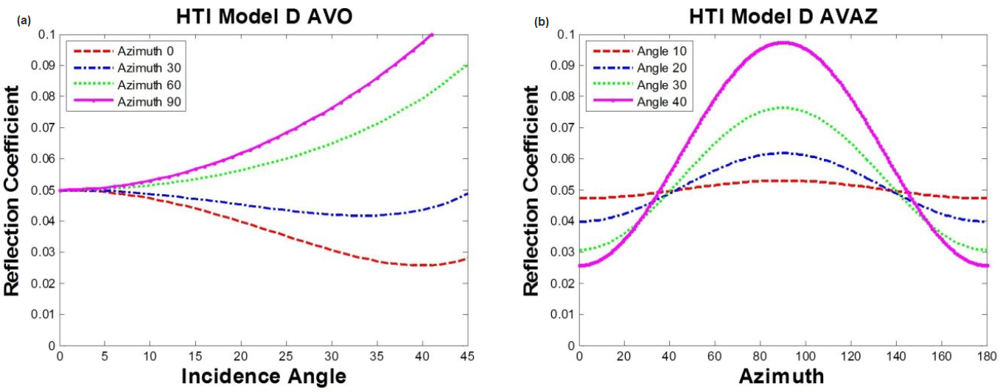 (a)
HTI Model D AVO
0.1
0.09
0.08
0.07
0.06
0.05
0.04
0.03
0.02
0.01
0
Reflection Coefficient
Azimuth 0
Azimuth 30
Azimuth 60
Azimuth 90
0 5 10 15 20 25 30 35 40 45
Incidence Angle
(b)
HTI Model D AVAZ
0.1
0.09
0.08
0.07
0.06
0.05
0.04
0.03
0.02
0.01
0
Reflection Coefficient
Angle 10
Angle 20
Angle 30
Angle 40
0 20 40 60 80 100 120 140 160 180
Azimuth